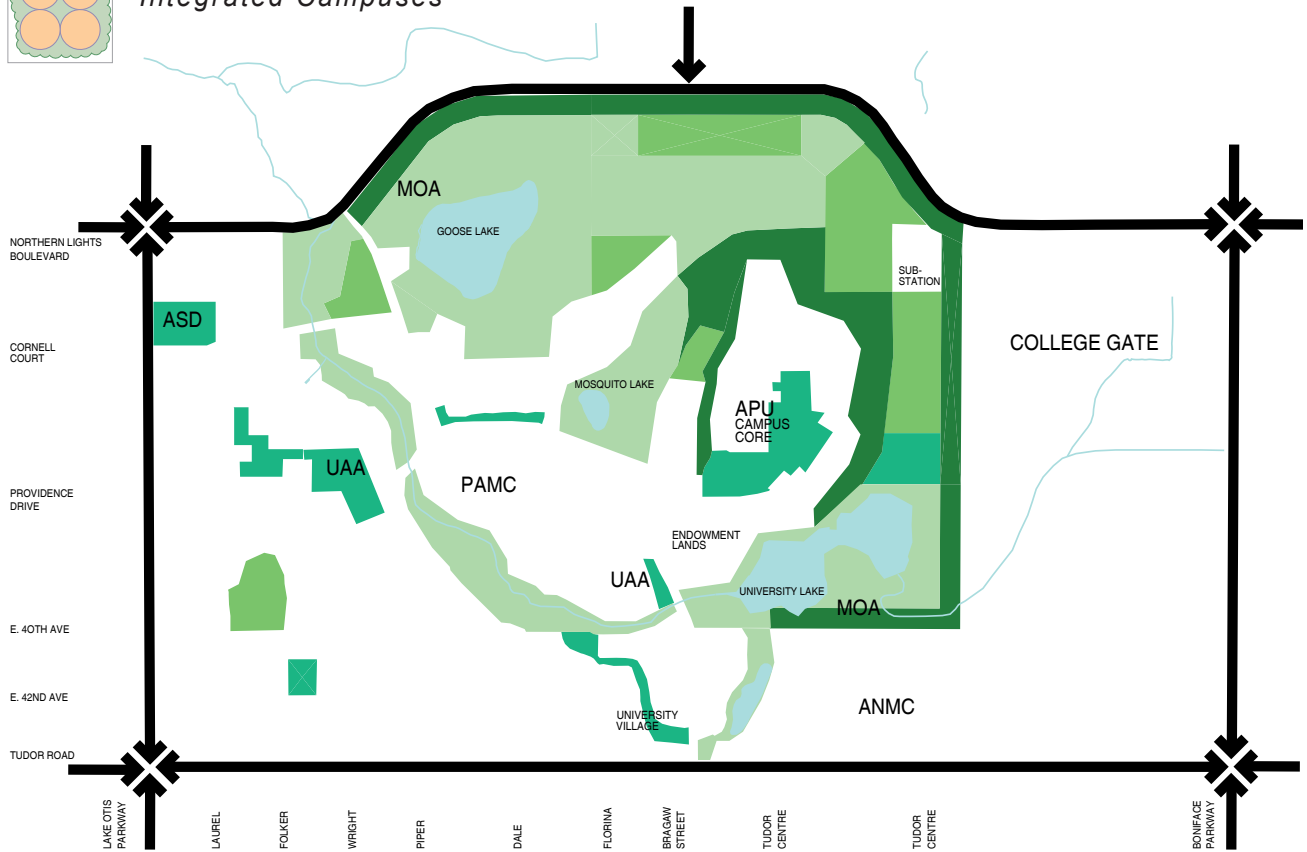 Integrated Campuses
MOA
GOOSE LAKE
NORTHERN LIGHTS
BOULEVARD
SUB-
STATION
ASD
CORNELL
COURT
COLLEGE GATE
MOSQUITO LAKE
APU
CAMPUS
CORE
UAA
PAMC
PROVIDENCE
DRIVE
ENDOWMENT
LANDS
UAA
UNIVERSITY LAKE
MOA
E. 4OTH AVE
E. 42ND AVE
UNIVERSITY
VILLAGE
ANMC
TUDOR ROAD
LAKE OTIS
PARKWAY
LAUREL
FOLKER
WRIGHT
PIPER
DALE
FLORINA
BRAGAW
STREET
TUDOR
CENTRE
TUDOR
CENTRE
BONIFACE
PARKWAY